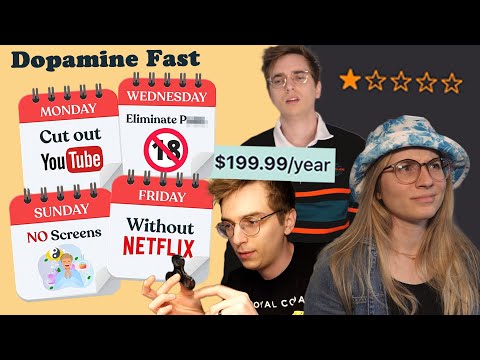 Dopamine Fast
MONDAY
Cut out
YouTube
WEDNESDAY
Eliminate P
18
SUNDAY
NO Screens
FRIDAY
Without
NETFLIX
$199.99/year